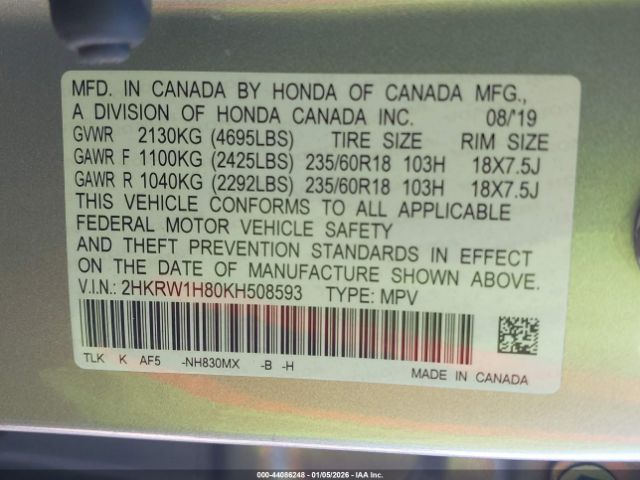 MFD. IN CANADA BY HONDA OF CANADA MFG.,
A DIVISION OF HONDA CANADA INC. 08/'19
GVWR 2130KG (4695LBS) TIRE SIZE RIM SIZE
GAWR F 1100KG (2425LBS) 235/60R18 103H 18X7.5J
GAWR R 1040KG (2292LBS) 235/60R18 103H 18X7.5J
THIS VEHICLE CONFORMS TO ALL APPLICABLE
FEDERAL MOTOR VEHICLE SAFETY
AND THEFT PREVENTION STANDARDS IN EFFECT
ON THE DATE OF MANUFACTURE SHOWN ABOVE.
V.I.N.: 2HKRW1H80KH508593 TYPE: MPV
TLK K AF5 -NH830MX -B -H
MADE IN CANADA
000-44086248 - 01/05/2026 - IAA Inc.